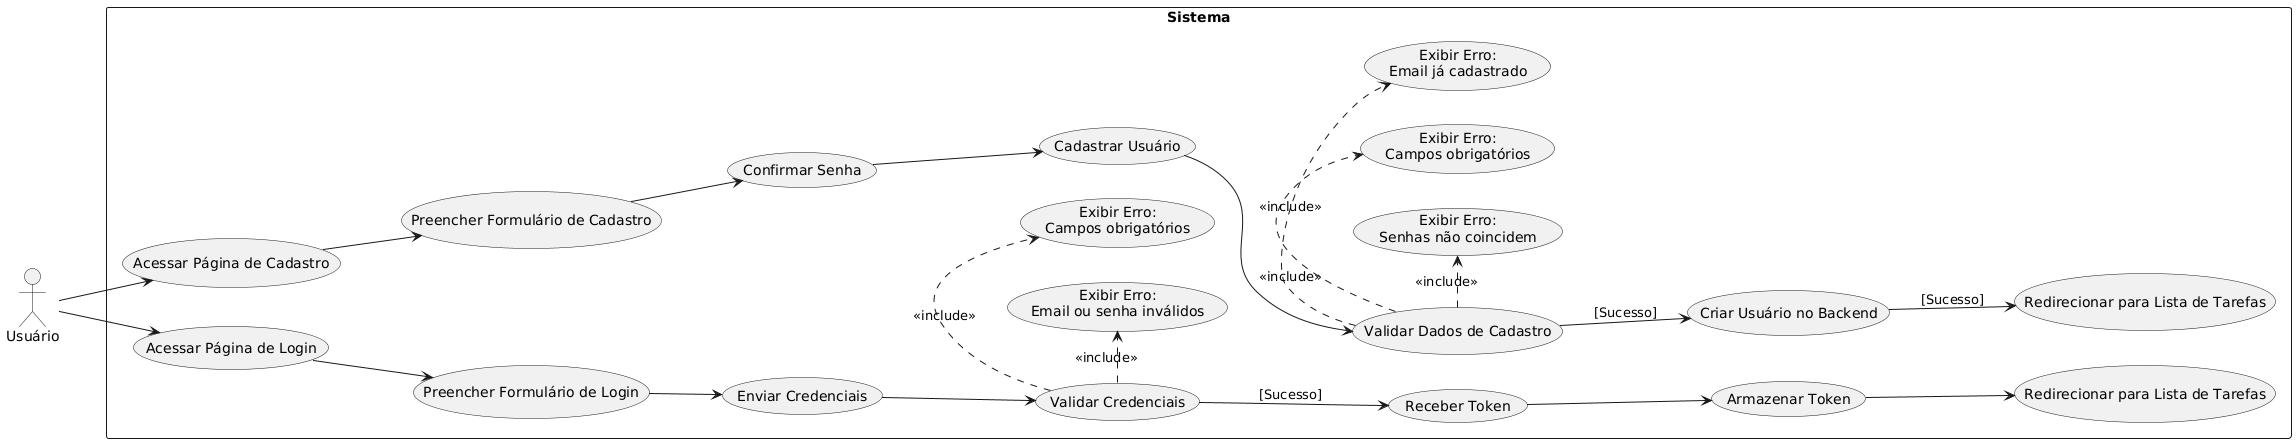 Sistema
Exibir Erro:
Email já cadastrado
Exibir Erro:
Campos obrigatórios
Cadastrar Usuário
Confirmar Senha
«include»
Preencher Formulário de Cadastro
Exibir Erro:
Campos obrigatórios
Exibir Erro:
Senhas não coincidem
Acessar Página de Cadastro
«include»
«include»
Exibir Erro:
Email ou senha inválidos
«include»
[Sucesso]
Criar Usuário no Backend
[Sucesso]
Redirecionar para Lista de Tarefas
Usuário
Validar Dados de Cadastro
Acessar Página de Login
«include»
Preencher Formulário de Login
Enviar Credenciais
Validar Credenciais
[Sucesso]
Receber Token
Armazenar Token
Redirecionar para Lista de Tarefas